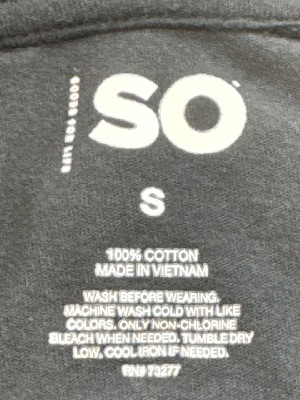 SO
S
100% COTTON
MADE IN VIETNAM
WASH BEFORE WEARING.
MACHINE WASH COLD WITH LIKE
COLORS. ONLY NON-CHLORINE
BLEACH WHEN NEEDED. TUMBLE DRY
LOW, COOL IRON IF NEEDED.
RN# 73277